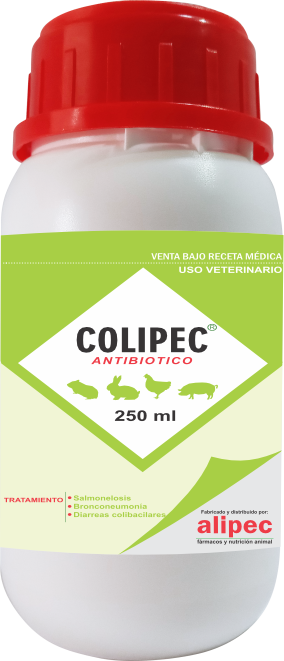 VENTA BAJO RECETA MÉDICA
USO VETERINARIO
COLIPEC®
ANTIBIOTICO
250 ml
TRATAMIENTO
• Salmonelosis
• Bronconeumonia
• Diarreas colibacilares
Fabricado y distribuido por:
alipec
fármacos y nutrición animal